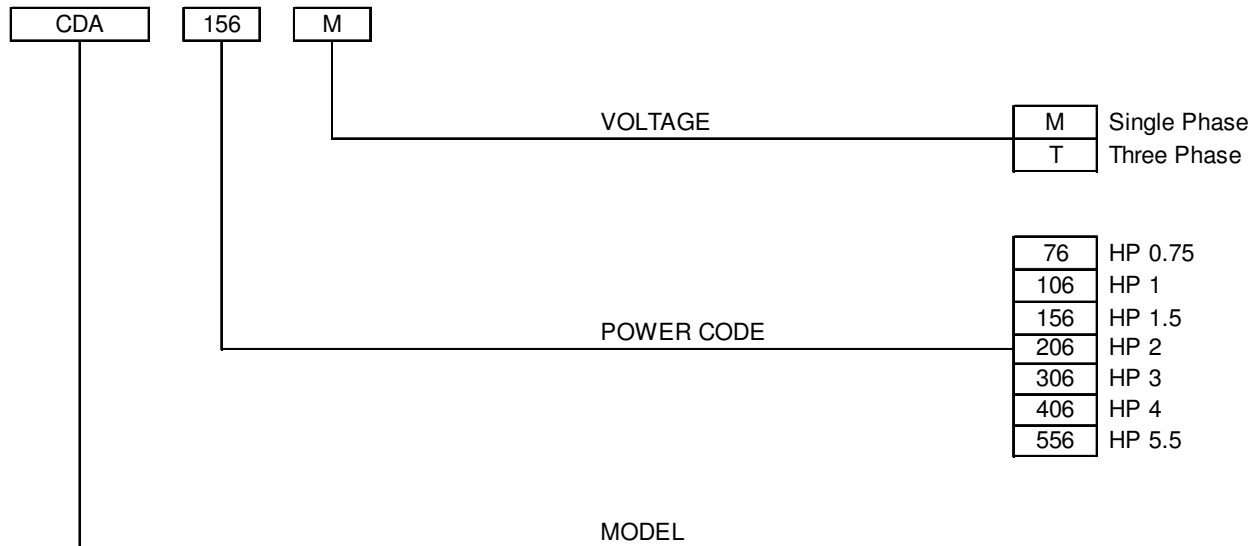 CDA 156 M
VOLTAGE M Single Phase
T Three Phase
76 HP 0.75
106 HP 1
156 HP 1.5
POWER CODE
206 HP 2
306 HP 3
406 HP 4
556 HP 5.5
MODEL